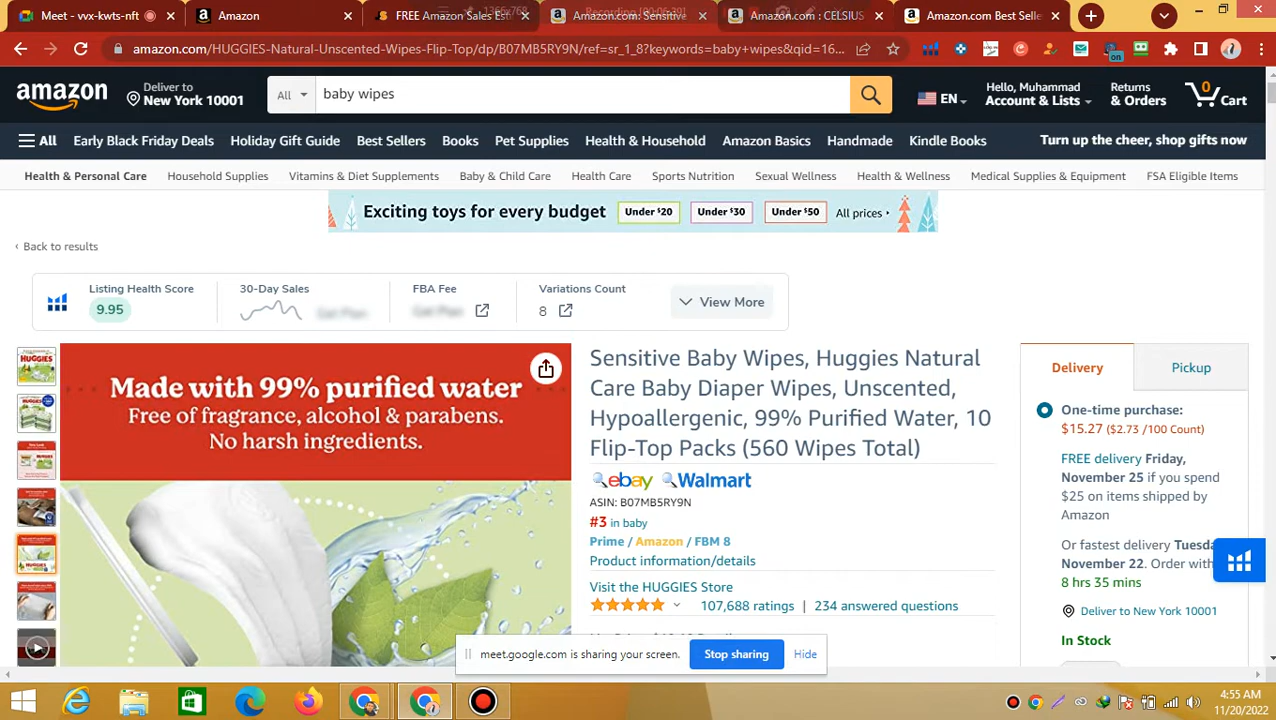 Meet - vvx-kwts-nft
Amazon
FREE Amazon Sales Est
Amazon.com: Sensitive
Amazon.com : CELSIUS
Amazon.com Best Selle
amazon.com/HUGGIES-Natural-Unscented-Wipes-Flip-Top/dp/B07MB5RY9N/ref=sr_1_8?keywords=baby+wipes&qid=16...
on
amazon
Deliver to
New York 10001
All
baby wipes
EN
Hello, Muhammad
Account & Lists
Returns
& Orders
0
Cart
All
Early Black Friday Deals
Holiday Gift Guide
Best Sellers
Books
Pet Supplies
Health & Household
Amazon Basics
Handmade
Kindle Books
Turn up the cheer, shop gifts now
Health & Personal Care
Household Supplies
Vitamins & Diet Supplements
Baby & Child Care
Health Care
Sports Nutrition
Sexual Wellness
Health & Wellness
Medical Supplies & Equipment
FSA Eligible Items
Exciting toys for every budget
Under $20
Under $30
Under $50
All prices
‹ Back to results
Listing Health Score
9.95
30-Day Sales
FBA Fee
Variations Count
8
View More
HUGGIES
Made with 99% purified water
Free of fragrance, alcohol & parabens.
No harsh ingredients.
Sensitive Baby Wipes, Huggies Natural
Care Baby Diaper Wipes, Unscented,
Hypoallergenic, 99% Purified Water, 10
Flip-Top Packs (560 Wipes Total)
ebay
Walmart
ASIN: B07MB5RY9N
#3 in baby
Prime / Amazon / FBM 8
Product information/details
Visit the HUGGIES Store
107,688 ratings | 234 answered questions
Delivery
Pickup
One-time purchase:
$15.27 ($2.73 /100 Count)
FREE delivery Friday,
November 25 if you spend
$25 on items shipped by
Amazon
Or fastest delivery Tuesda
November 22. Order with
8 hrs 35 mins
Deliver to New York 10001
In Stock
meet.google.com is sharing your screen.
Stop sharing
Hide
4:55 AM
11/20/2022